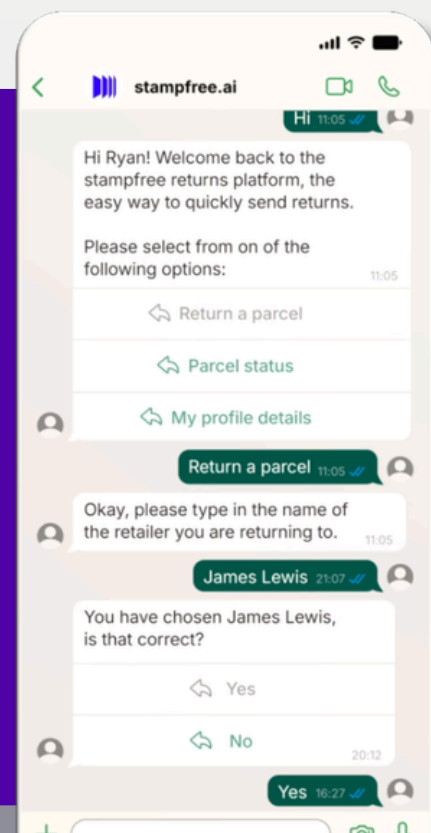 stampfree.ai
Hi 11:05
Hi Ryan! Welcome back to the
stampfree returns platform, the
easy way to quickly send returns.
Please select from on of the
following options:
11:05
Return a parcel
Parcel status
My profile details
Return a parcel 11:05
Okay, please type in the name of
the retailer you are returning to.
11:05
James Lewis 21:07
You have chosen James Lewis,
is that correct?
Yes
No
20:12
Yes 16:27